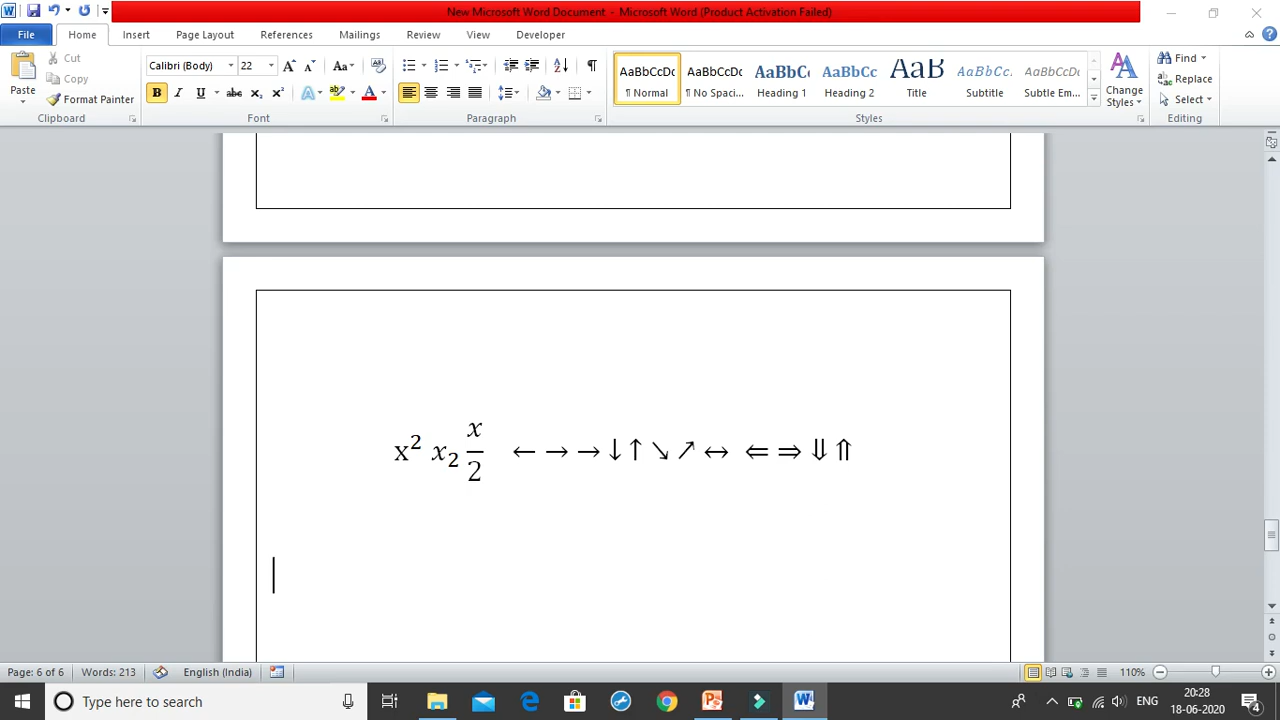 New Microsoft Word Document - Microsoft Word (Product Activation Failed)
File Home Insert Page Layout References Mailings Review View Developer
Paste Cut Copy Format Painter
Calibri (Body) 22
AaBbCcDc AaBbCcDc AaBbCc AaBbCc AaB AaBbCc. AaBbCcDc
¶ Normal ¶ No Spaci... Heading 1 Heading 2 Title Subtitle Subtle Em...
Change Styles
Find Replace Select
Clipboard Font Paragraph Styles Editing
x² x₂ x/2 ← → → ↓ ↑ ↘ ↗ ↔ ⇐ ⇒ ⇓ ⇑
Page: 6 of 6 Words: 213 English (India) 110%
Type here to search ENG 20:28
18-06-2020 4